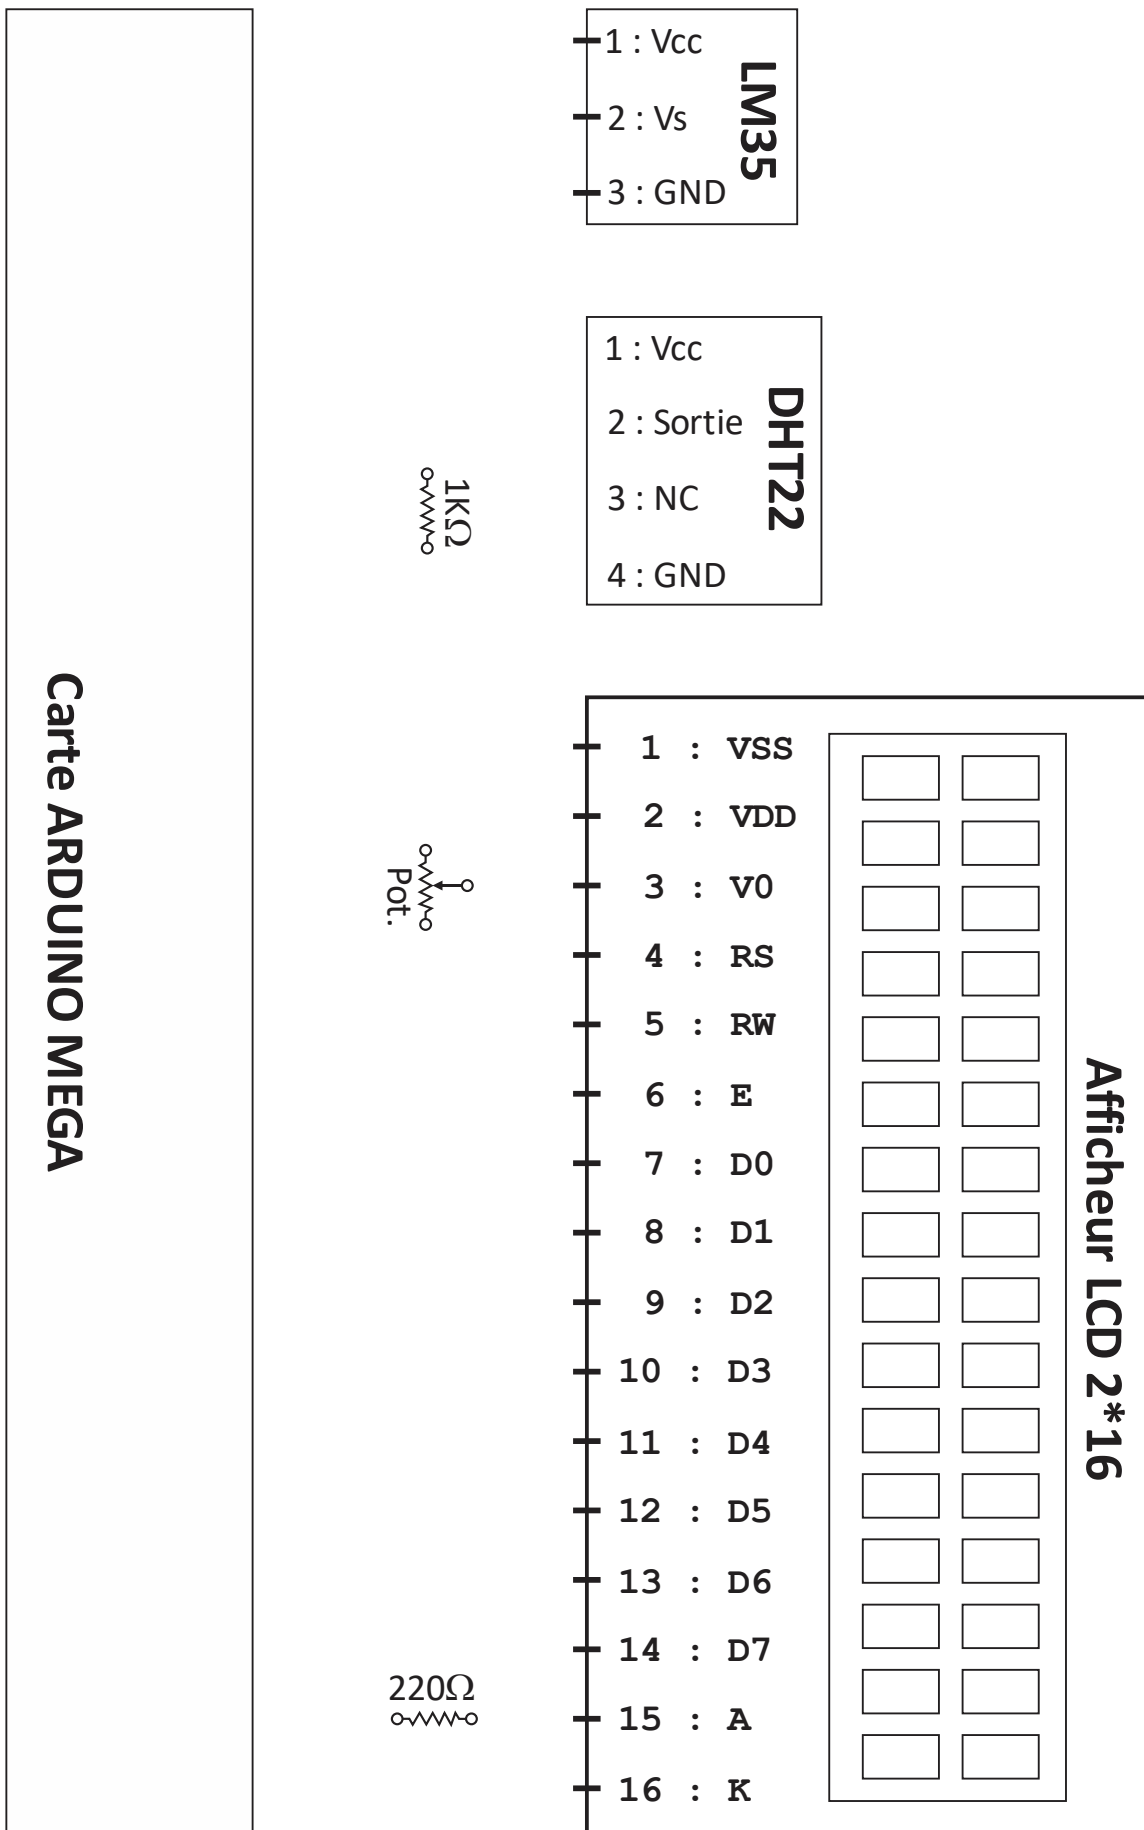 1 : Vcc
2 : Vs
3 : GND
LM35
1 : Vcc
2 : Sortie
3 : NC
4 : GND
DHT22
1KΩ
Carte ARDUINO MEGA
Pot.
220Ω
1 : VSS
2 : VDD
3 : V0
4 : RS
5 : RW
6 : E
7 : D0
8 : D1
9 : D2
10 : D3
11 : D4
12 : D5
13 : D6
14 : D7
15 : A
16 : K
Afficheur LCD 2*16